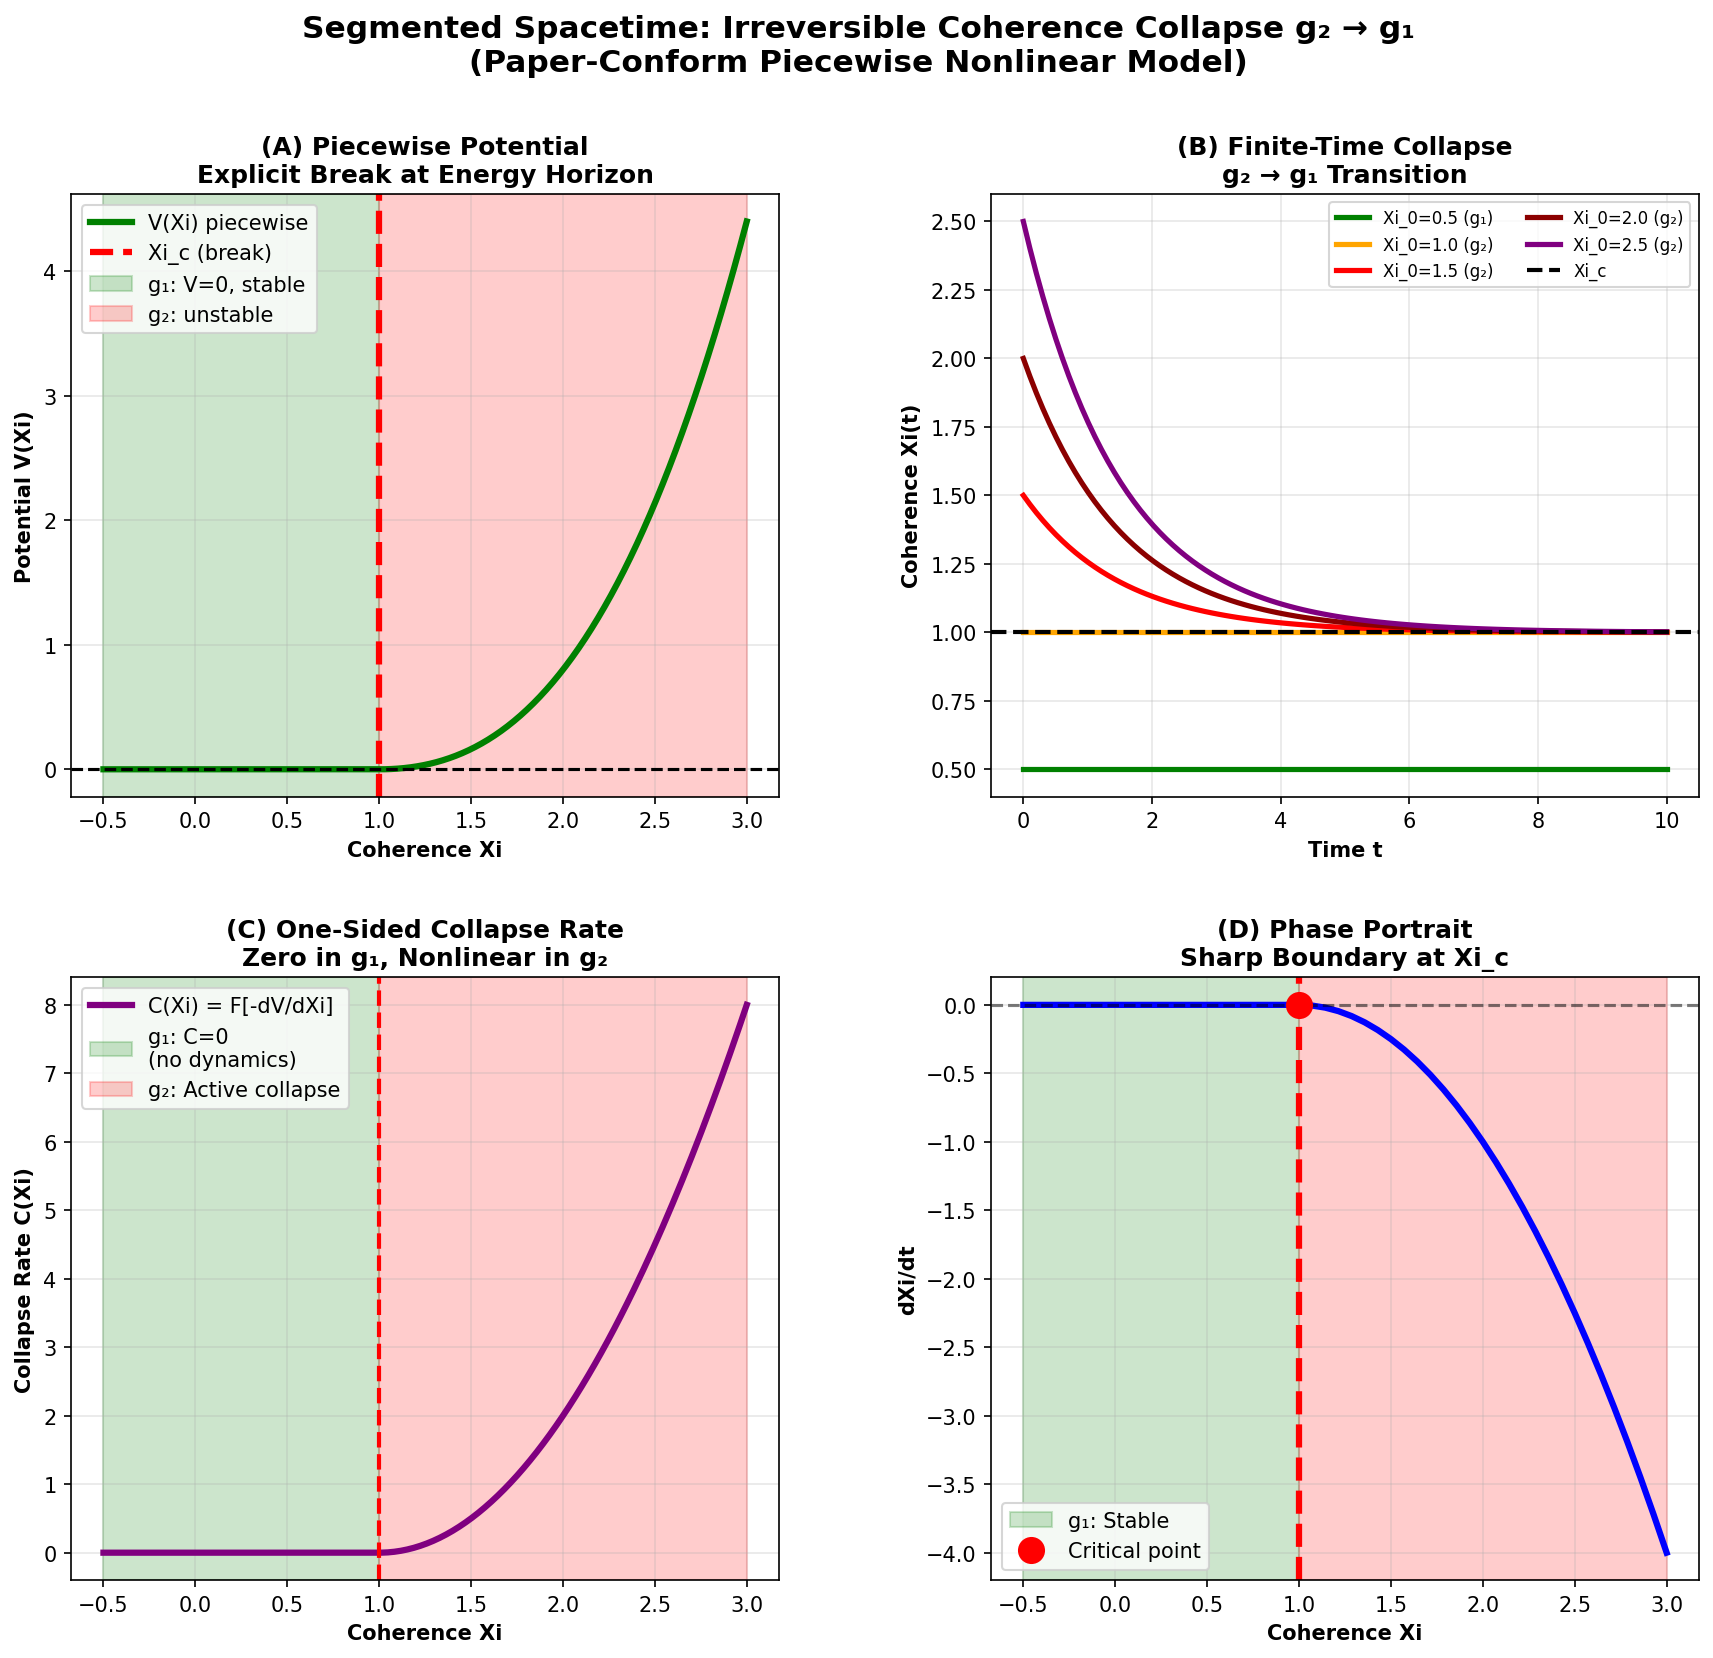 Segmented Spacetime: Irreversible Coherence Collapse g₂ → g₁
(Paper-Conform Piecewise Nonlinear Model)
(A) Piecewise Potential
Explicit Break at Energy Horizon
V(Xi) piecewise
Xi_c (break)
g₁: V=0, stable
g₂: unstable
Potential V(Xi)
4
3
2
1
0
−0.5 0.0 0.5 1.0 1.5 2.0 2.5 3.0
Coherence Xi
(B) Finite-Time Collapse
g₂ → g₁ Transition
Xi_0=0.5 (g₁) Xi_0=2.0 (g₂)
Xi_0=1.0 (g₂) Xi_0=2.5 (g₂)
Xi_0=1.5 (g₂) Xi_c
Coherence Xi(t)
2.50
2.25
2.00
1.75
1.50
1.25
1.00
0.75
0.50
0 2 4 6 8 10
Time t
(C) One-Sided Collapse Rate
Zero in g₁, Nonlinear in g₂
C(Xi) = F[-dV/dXi]
g₁: C=0
(no dynamics)
g₂: Active collapse
Collapse Rate C(Xi)
8
7
6
5
4
3
2
1
0
−0.5 0.0 0.5 1.0 1.5 2.0 2.5 3.0
Coherence Xi
(D) Phase Portrait
Sharp Boundary at Xi_c
dXi/dt
0.0
−0.5
−1.0
−1.5
−2.0
−2.5
−3.0
−3.5
−4.0
g₁: Stable
Critical point
−0.5 0.0 0.5 1.0 1.5 2.0 2.5 3.0
Coherence Xi